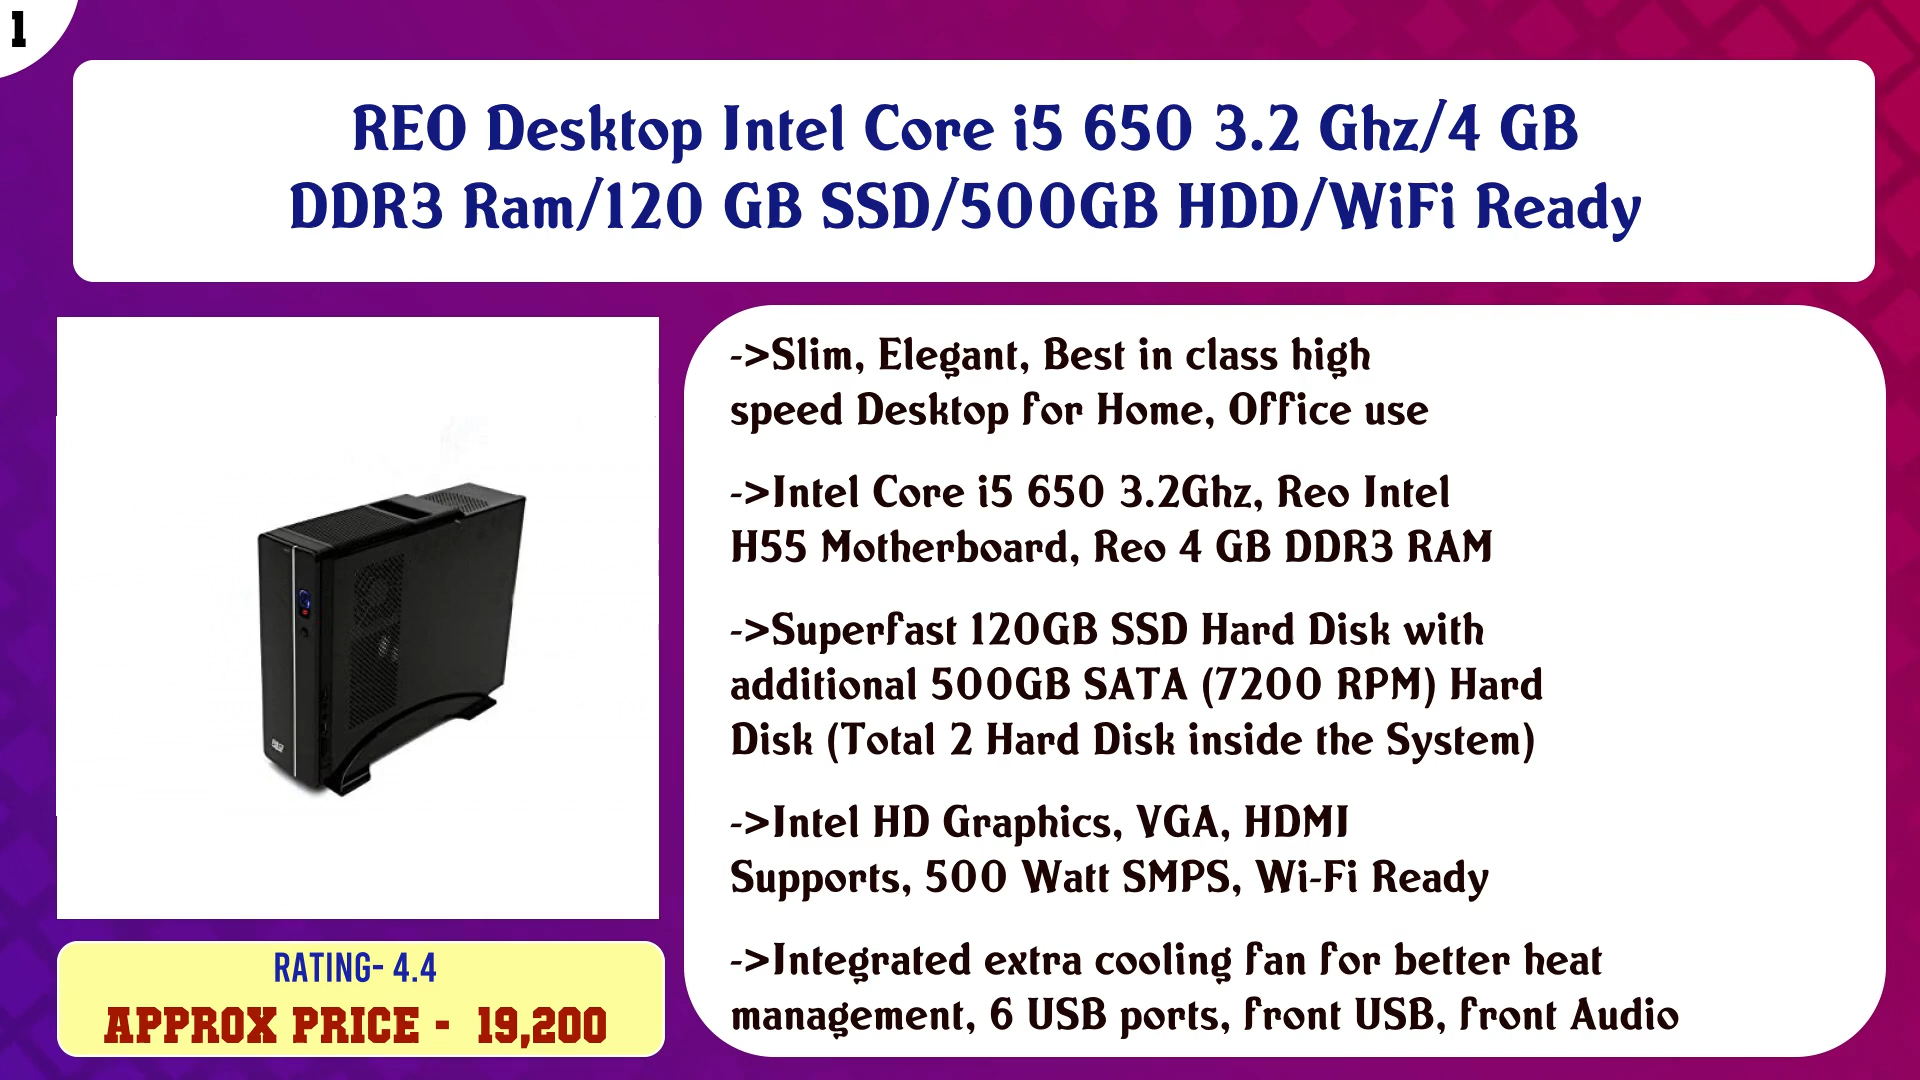 1
REO Desktop Intel Core i5 650 3.2 Ghz/4 GB
DDR3 Ram/120 GB SSD/500GB HDD/WiFi Ready
->Slim, Elegant, Best in class high
speed Desktop for Home, Office use
->Intel Core i5 650 3.2Ghz, Reo Intel
H55 Motherboard, Reo 4 GB DDR3 RAM
->Superfast 120GB SSD Hard Disk with
additional 500GB SATA (7200 RPM) Hard
Disk (Total 2 Hard Disk inside the System)
->Intel HD Graphics, VGA, HDMI
Supports, 500 Watt SMPS, Wi-Fi Ready
->Integrated extra cooling fan for better heat
management, 6 USB ports, front USB, front Audio
RATING- 4.4
APPROX PRICE - 19,200